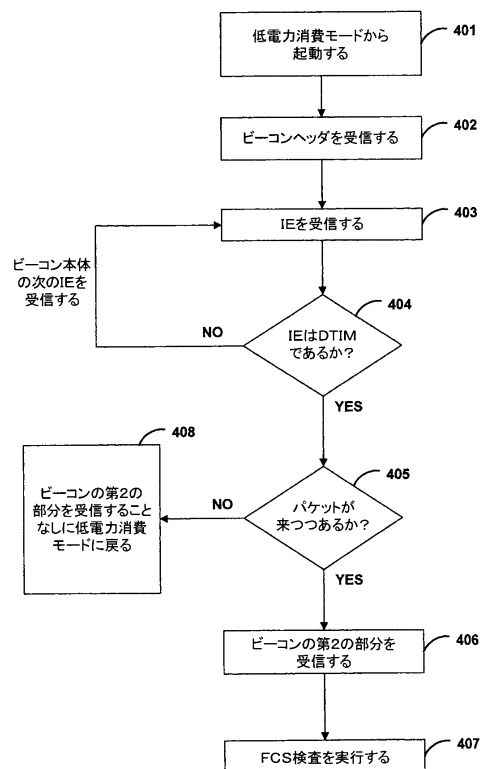 低電力消費モードから
起動する
401
ビーコンヘッダを受信する
402
IEを受信する
403
ビーコン本体
の次のIEを
受信する
NO
IEはDTIM
であるか?
404
YES
408
ビーコンの第2の
部分を受信すること
なしに低電力消費
モードに戻る
NO
パケットが
来つつあるか?
405
YES
ビーコンの第2の部分を
受信する
406
FCS検査を実行する
407